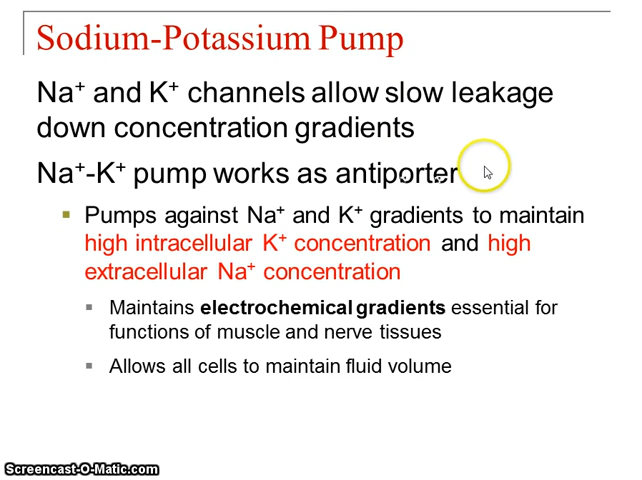 Sodium-Potassium Pump
Na⁺ and K⁺ channels allow slow leakage
down concentration gradients
Na⁺-K⁺ pump works as antiporter
Pumps against Na⁺ and K⁺ gradients to maintain
high intracellular K⁺ concentration and high
extracellular Na⁺ concentration
Maintains electrochemical gradients essential for
functions of muscle and nerve tissues
Allows all cells to maintain fluid volume
Screencast-O-Matic.com